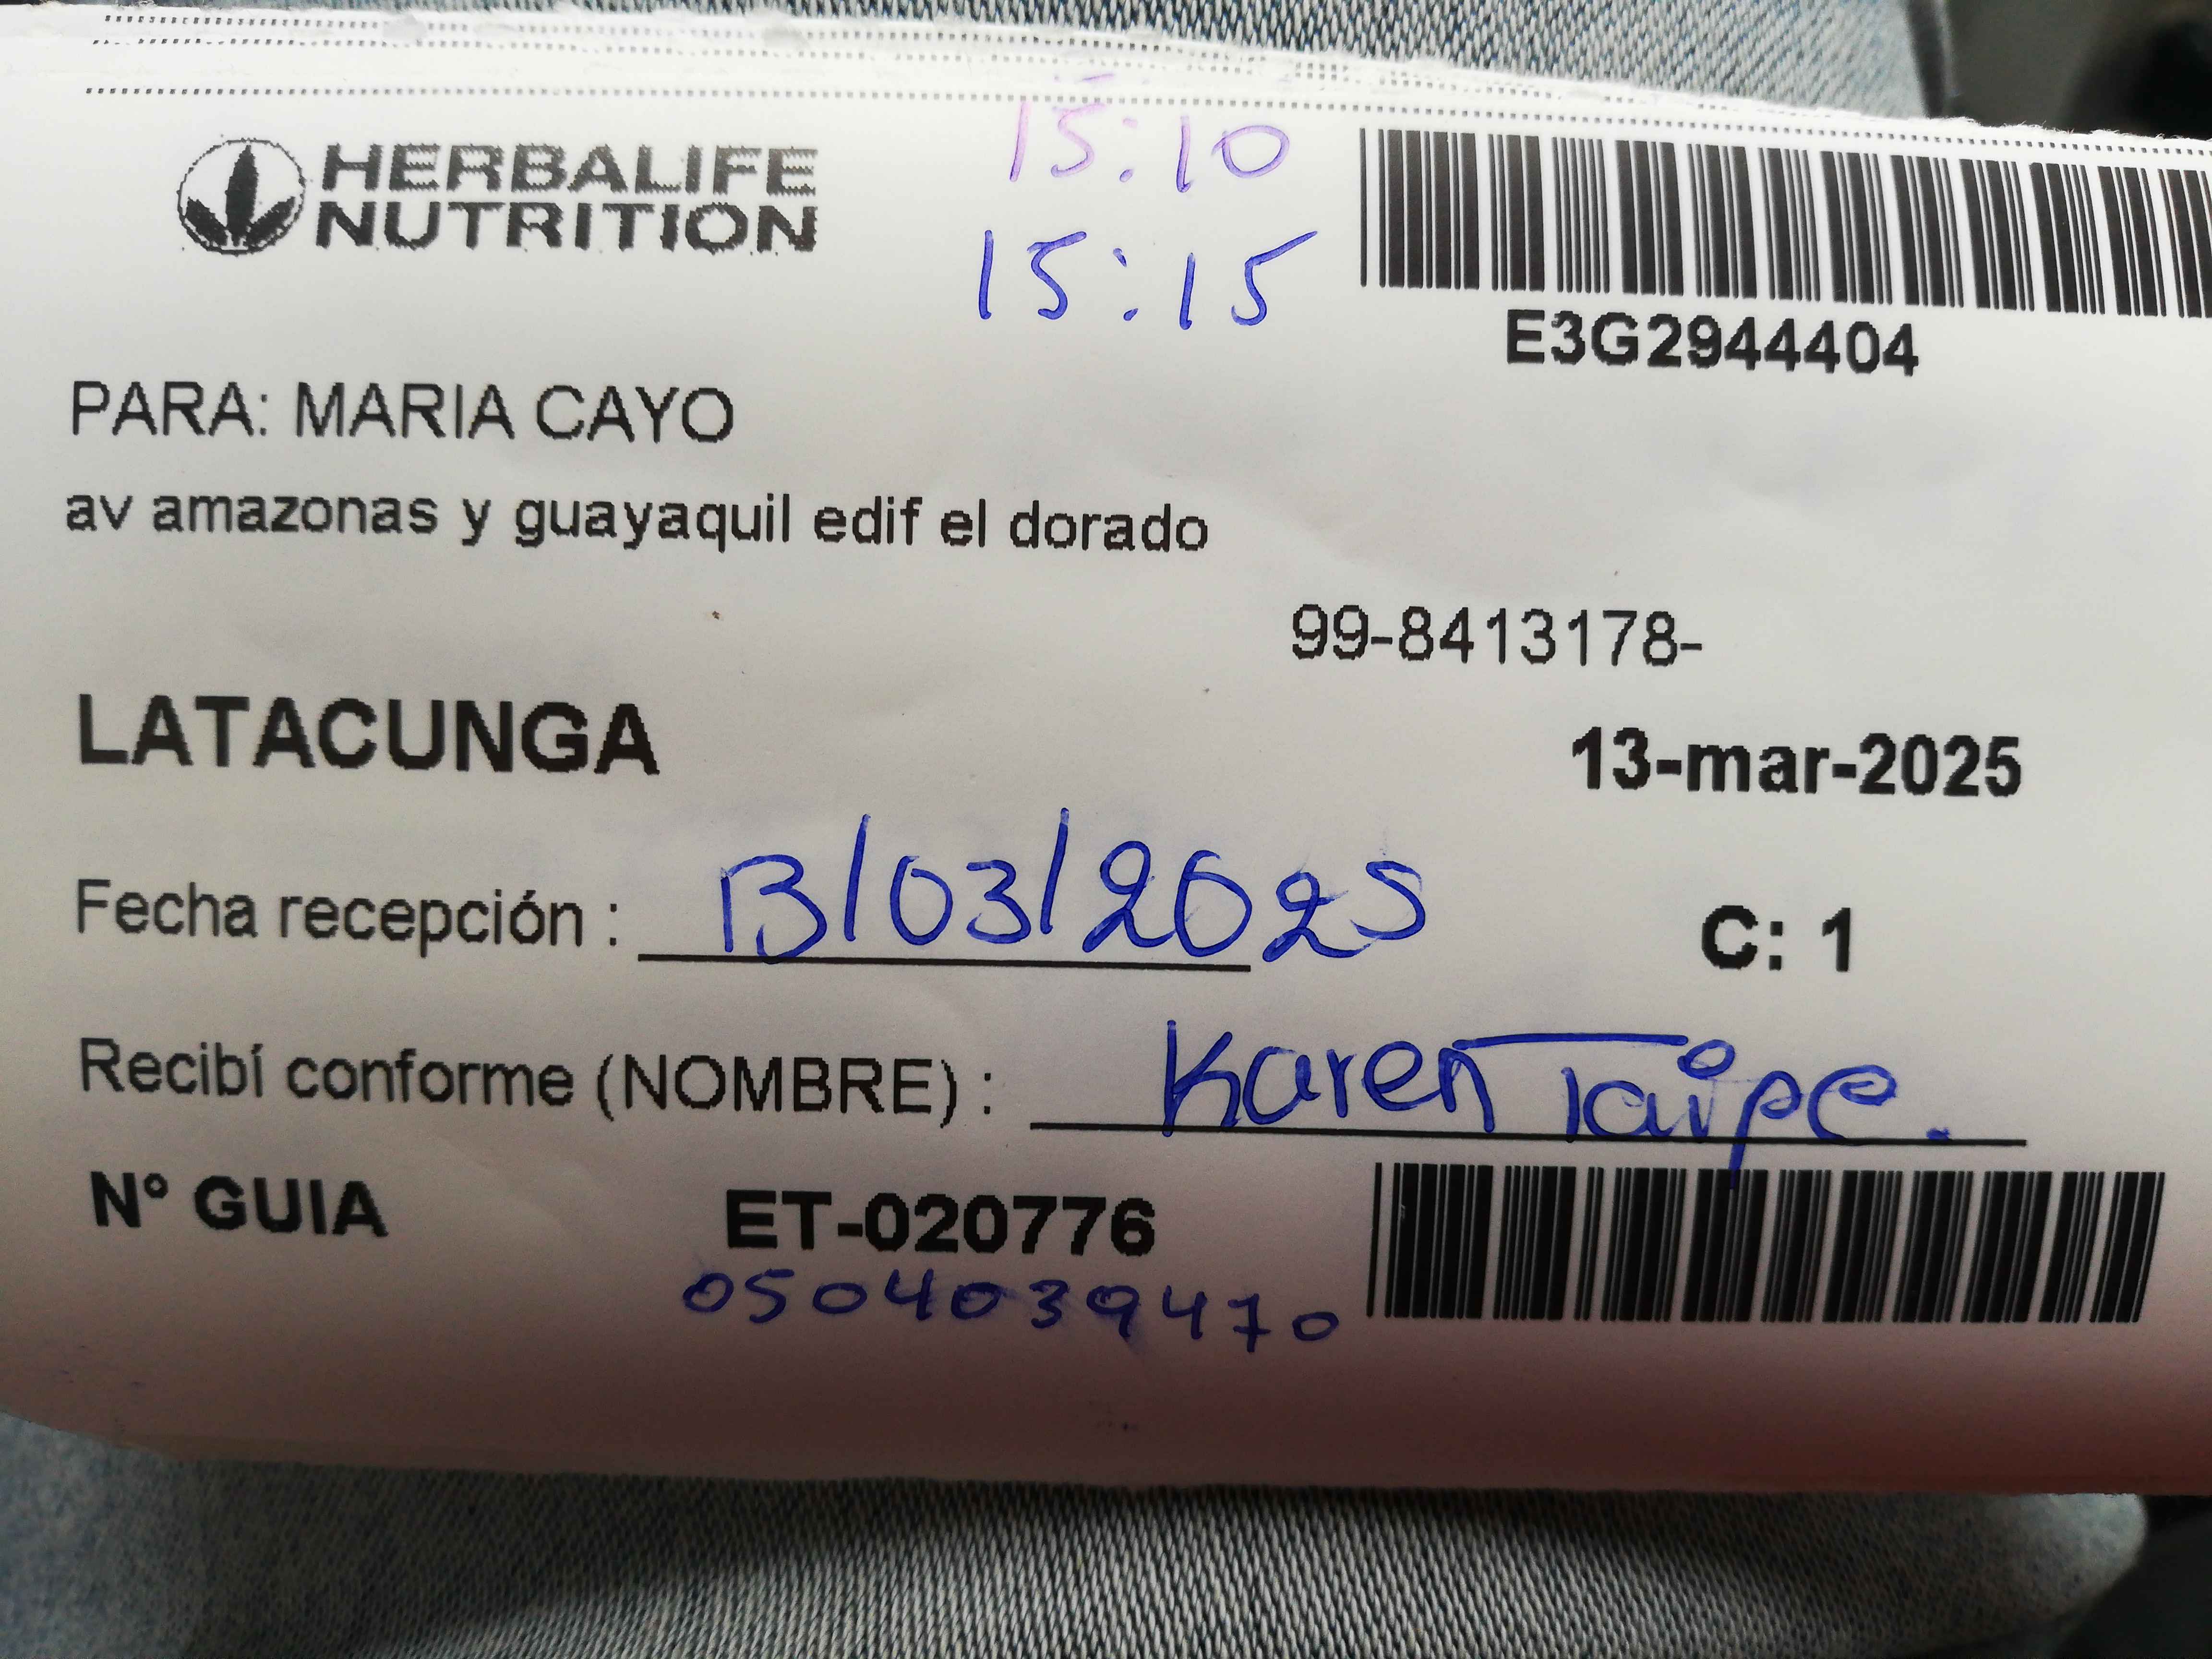 HERBALIFE
NUTRITION
15:10
15:15
E3G2944404
PARA: MARIA CAYO
av amazonas y guayaquil edif el dorado
99-8413178-
LATACUNGA
13-mar-2025
Fecha recepción : 13/03/2025
C: 1
Recibí conforme (NOMBRE) : Karen Taipe.
N° GUIA ET-020776
0504039470